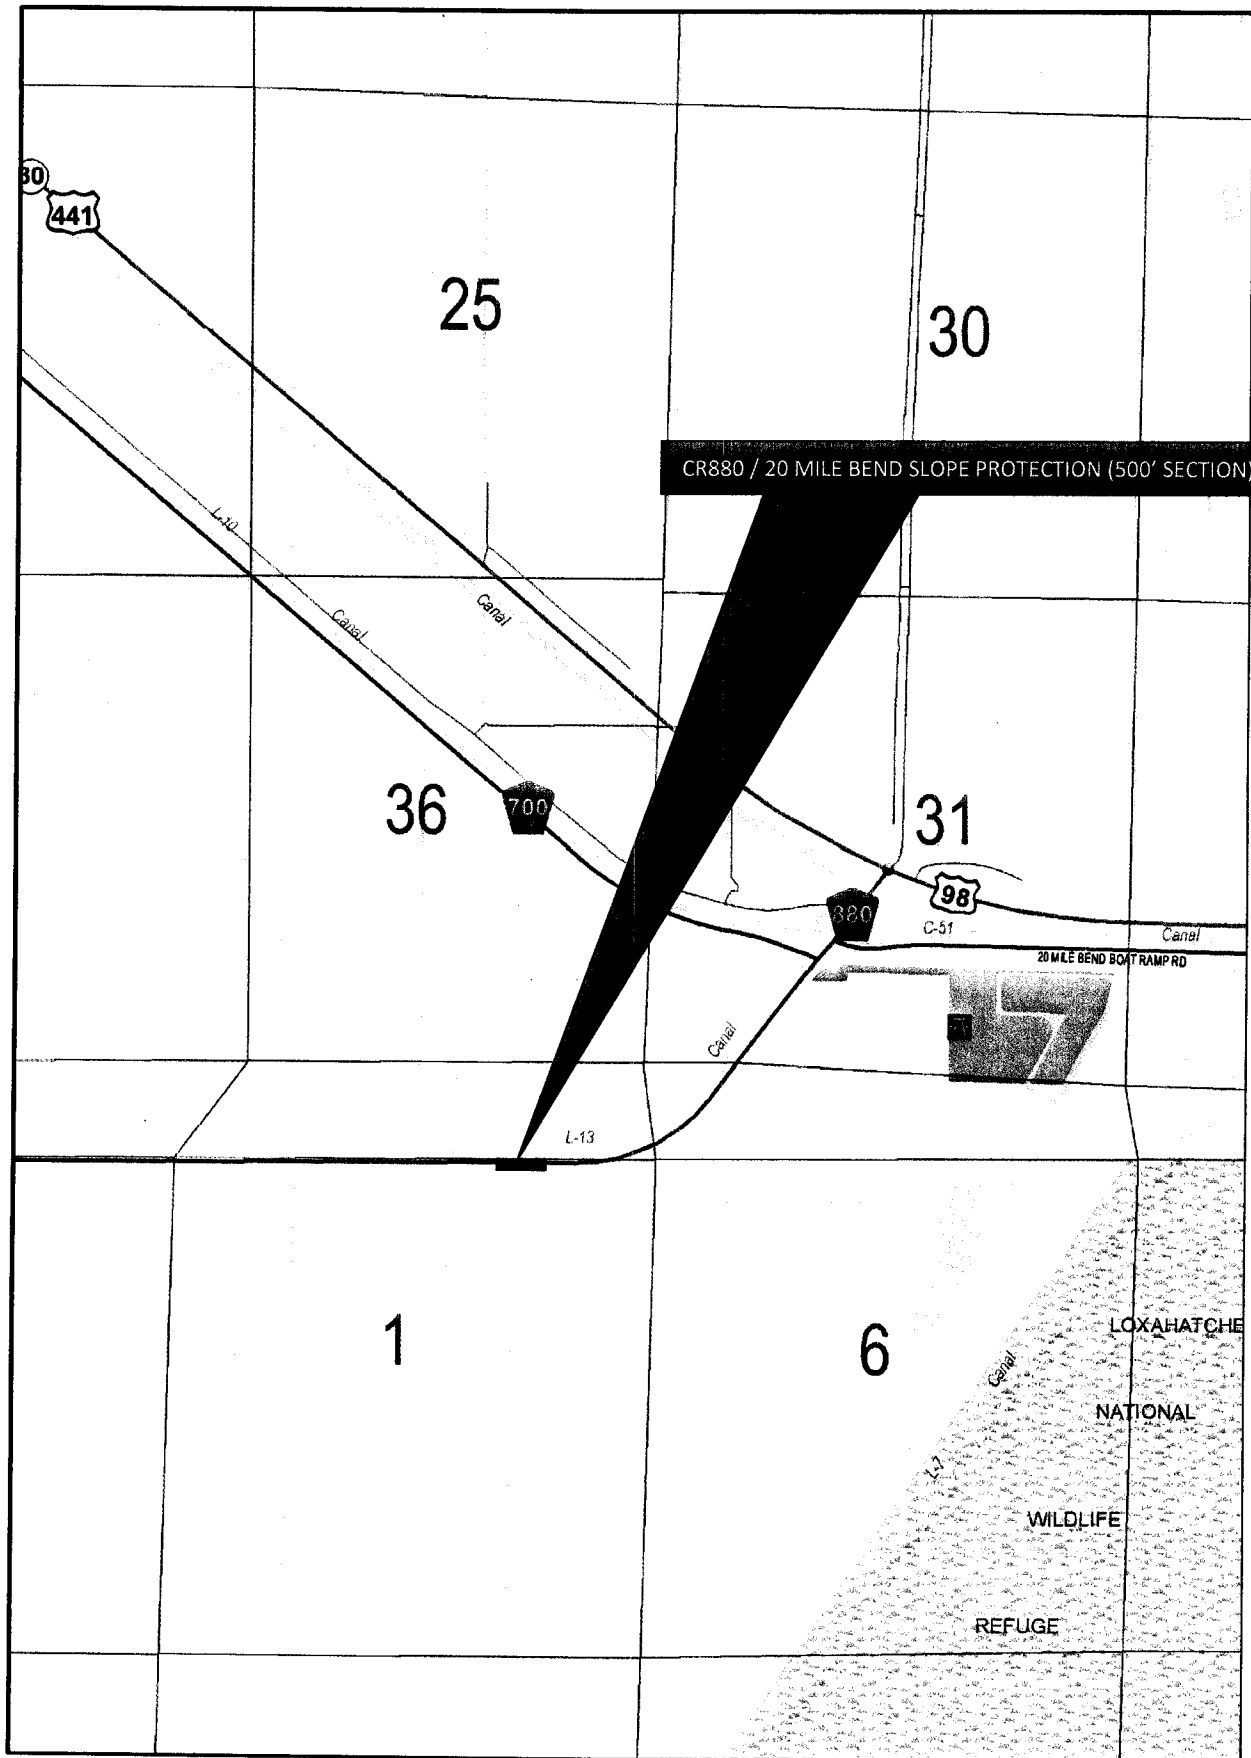 80
441
25
30
CR880 / 20 MILE BEND SLOPE PROTECTION (500' SECTION)
L-10
Canal
Canal
36
700
31
98
880
C-51
Canal
20 MILE BEND BOAT RAMP RD
Canal
L-13
1
6
LOXAHATCHE
Canal
NATIONAL
L-7
WILDLIFE
REFUGE